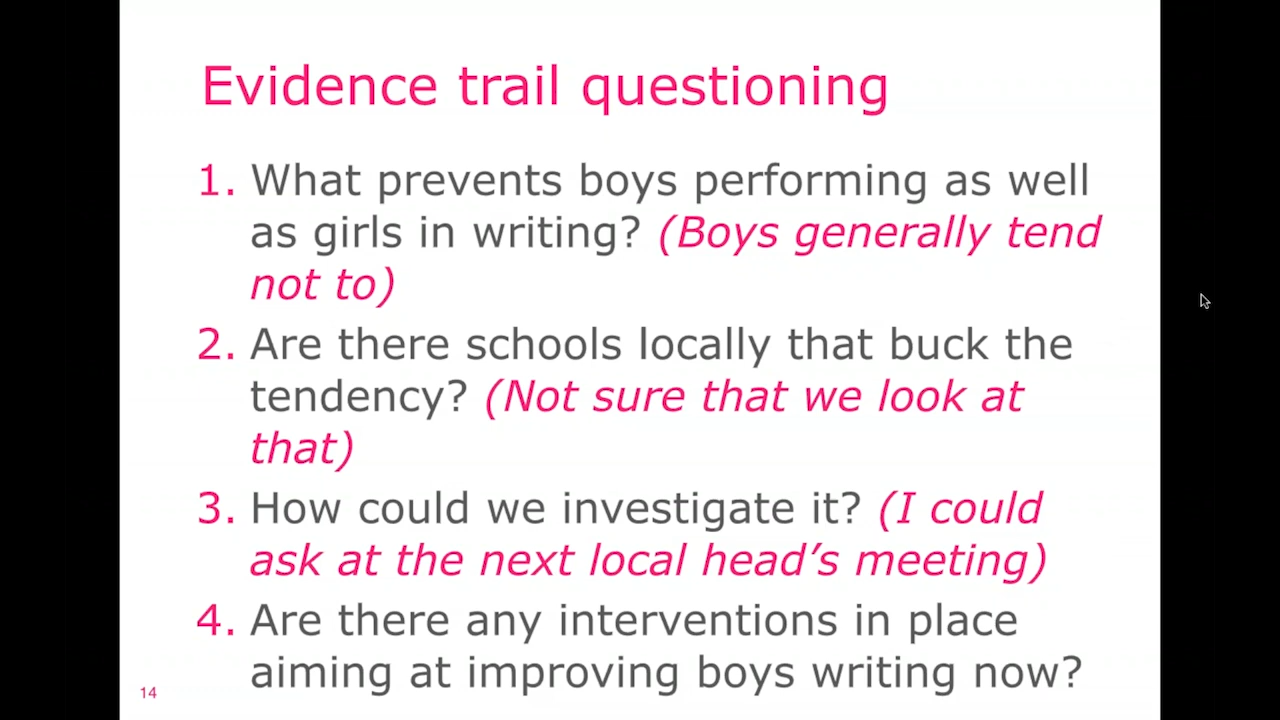 Evidence trail questioning
1. What prevents boys performing as well
as girls in writing? (Boys generally tend
not to)
2. Are there schools locally that buck the
tendency? (Not sure that we look at
that)
3. How could we investigate it? (I could
ask at the next local head’s meeting)
4. Are there any interventions in place
aiming at improving boys writing now?
14